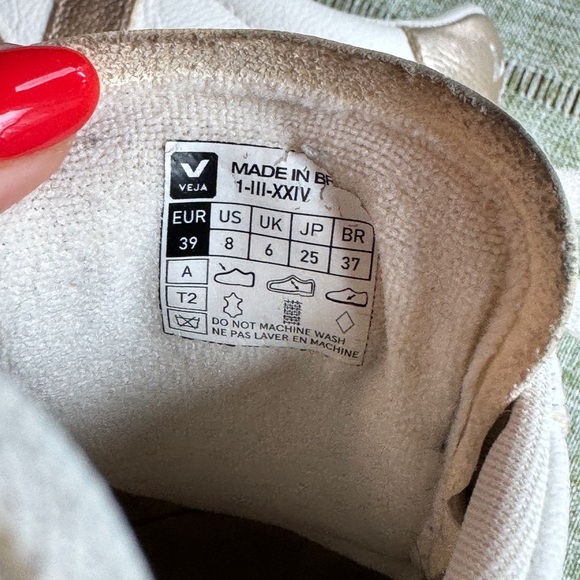 V MADE IN BR
VEJA 1-III-XXIV
EUR US UK JP BR
39 8 6 25 37
A
T2
DO NOT MACHINE WASH
NE PAS LAVER EN MACHINE